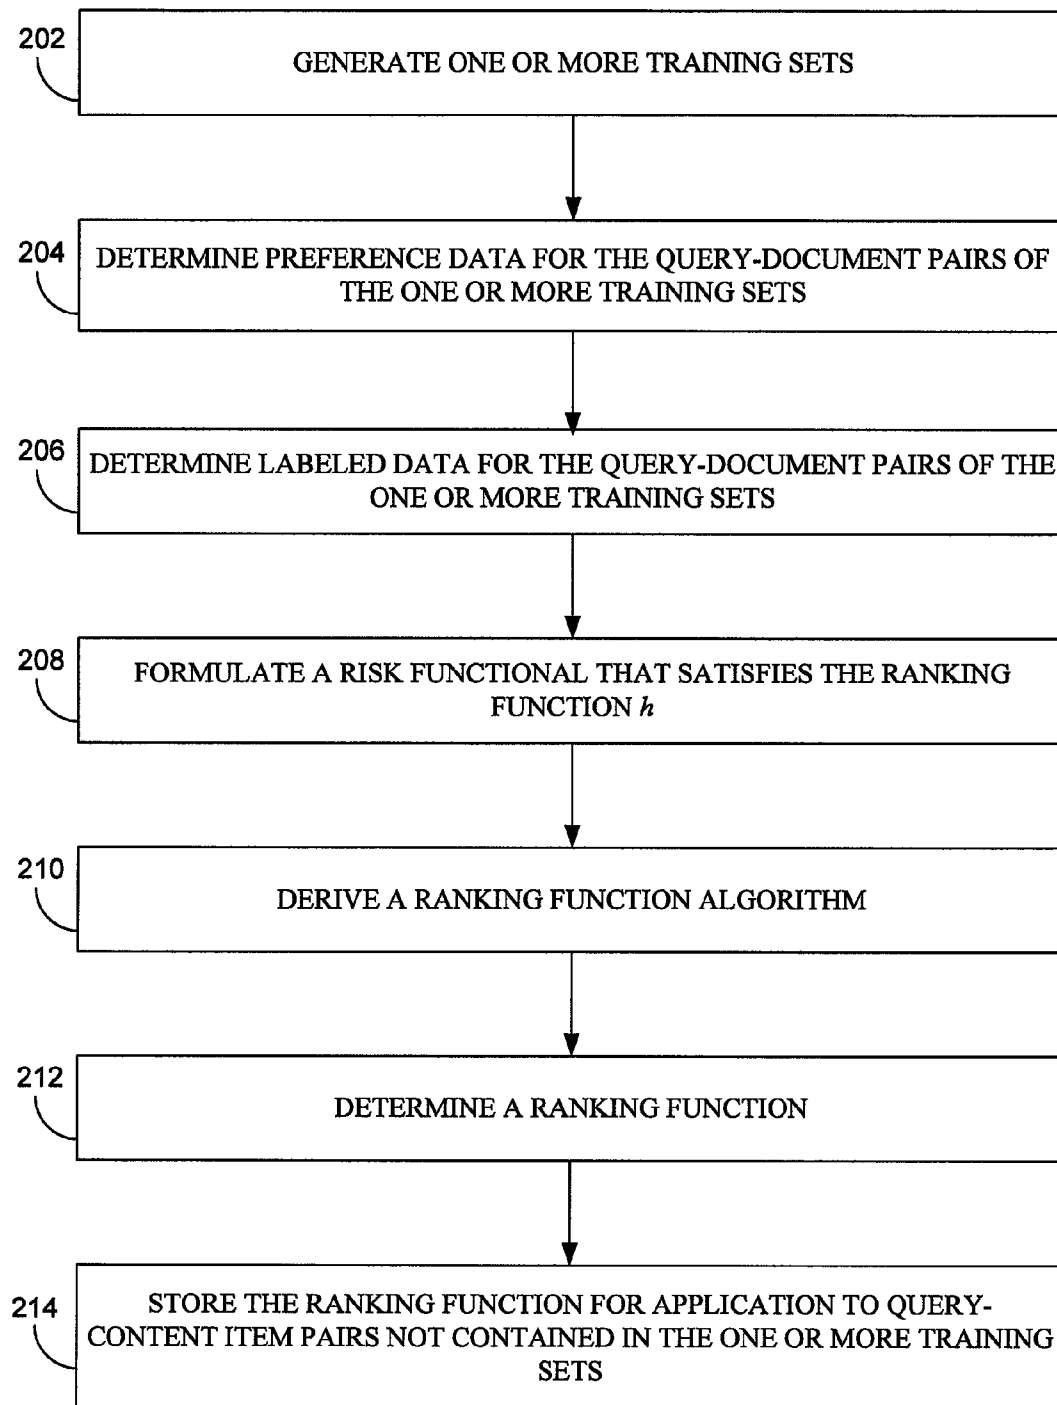 202
GENERATE ONE OR MORE TRAINING SETS
204
DETERMINE PREFERENCE DATA FOR THE QUERY-DOCUMENT PAIRS OF
THE ONE OR MORE TRAINING SETS
206
DETERMINE LABELED DATA FOR THE QUERY-DOCUMENT PAIRS OF THE
ONE OR MORE TRAINING SETS
208
FORMULATE A RISK FUNCTIONAL THAT SATISFIES THE RANKING
FUNCTION h
210
DERIVE A RANKING FUNCTION ALGORITHM
212
DETERMINE A RANKING FUNCTION
214
STORE THE RANKING FUNCTION FOR APPLICATION TO QUERY-
CONTENT ITEM PAIRS NOT CONTAINED IN THE ONE OR MORE TRAINING
SETS